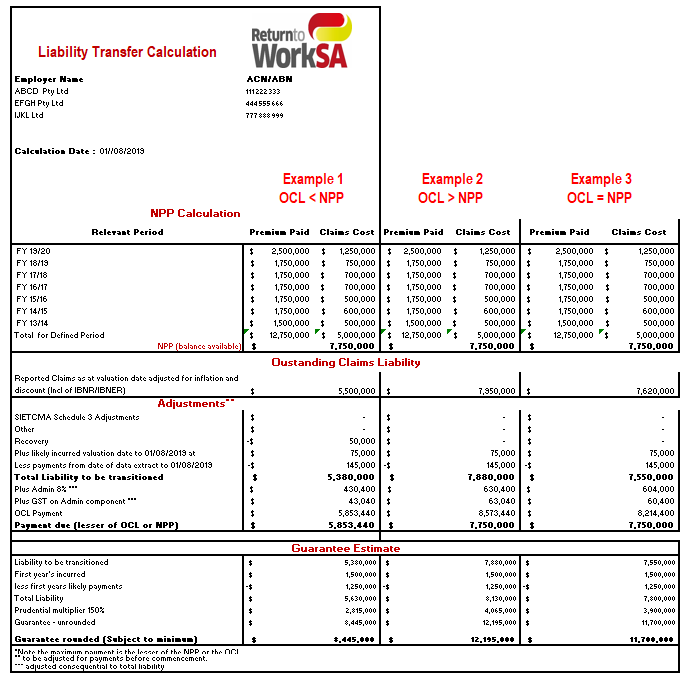 Returnto
WorkSA
Liability Transfer Calculation
Employer Name ACN/ABN
ABCD Pty Ltd 111222333
EFGH Pty Ltd 444555666
IJKL Ltd 777888999
Calculation Date : 01//08/2019
Example 1 Example 2 Example 3
OCL < NPP OCL > NPP OCL = NPP
NPP Calculation
Relevant Period Premium Paid Claims Cost Premium Paid Claims Cost Premium Paid Claims Cost
FY 19/20 $ 2,500,000 $ 1,250,000 $ 2,500,000 $ 1,250,000 $ 2,500,000 $ 1,250,000
FY 18/19 $ 1,750,000 $ 750,000 $ 1,750,000 $ 750,000 $ 1,750,000 $ 750,000
FY 17/18 $ 1,750,000 $ 700,000 $ 1,750,000 $ 700,000 $ 1,750,000 $ 700,000
FY 16/17 $ 1,750,000 $ 700,000 $ 1,750,000 $ 700,000 $ 1,750,000 $ 700,000
FY 15/16 $ 1,750,000 $ 500,000 $ 1,750,000 $ 500,000 $ 1,750,000 $ 500,000
FY 14/15 $ 1,750,000 $ 600,000 $ 1,750,000 $ 600,000 $ 1,750,000 $ 600,000
FY 13/14 $ 1,500,000 $ 500,000 $ 1,500,000 $ 500,000 $ 1,500,000 $ 500,000
Total for Defined Period $ 12,750,000 $ 5,000,000 $ 12,750,000 $ 5,000,000 $ 12,750,000 $ 5,000,000
NPP (balance available) $ 7,750,000 $ 7,750,000 $ 7,750,000
Oustanding Claims Liability
Reported Claims as at valuation date adjusted for inflation and
discount (Incl of IBNR/IBNER) $ 5,500,000 $ 7,950,000 $ 7,620,000
Adjustments**
SIETCMA Schedule 3 Adjustments $ - $ - $ -
Other $ - $ - $ -
Recovery -$ 50,000 $ - $ -
Plus likely incurred valuation date to 01/08/2019 at $ 75,000 $ 75,000 $ 75,000
Less payments from date of data extract to 01/08/2019 -$ 145,000 -$ 145,000 -$ 145,000
Total Liability to be transitioned $ 5,380,000 $ 7,880,000 $ 7,550,000
Plus Admin 8% *** $ 430,400 $ 630,400 $ 604,000
Plus GST on Admin component *** $ 43,040 $ 63,040 $ 60,400
OCL Payment $ 5,853,440 $ 8,573,440 $ 8,214,400
Payment due (lesser of OCL or NPP) $ 5,853,440 $ 7,750,000 $ 7,750,000
Guarantee Estimate
Liability to be transitioned $ 5,380,000 $ 7,880,000 $ 7,550,000
First year's incurred $ 1,500,000 $ 1,500,000 $ 1,500,000
less first years likely payments -$ 1,250,000 -$ 1,250,000 -$ 1,250,000
Total Liability $ 5,630,000 $ 8,130,000 $ 7,800,000
Prudential multiplier 150% $ 2,815,000 $ 4,065,000 $ 3,900,000
Guarantee - unrounded $ 8,445,000 $ 12,195,000 $ 11,700,000
Guarantee rounded (Subject to minimum) $ 8,445,000 $ 12,195,000 $ 11,700,000
*Note the maximum payment is the lesser of the NPP or the OCL
** to be adjusted for payments before commencement.
*** adjusted consequential to total liability